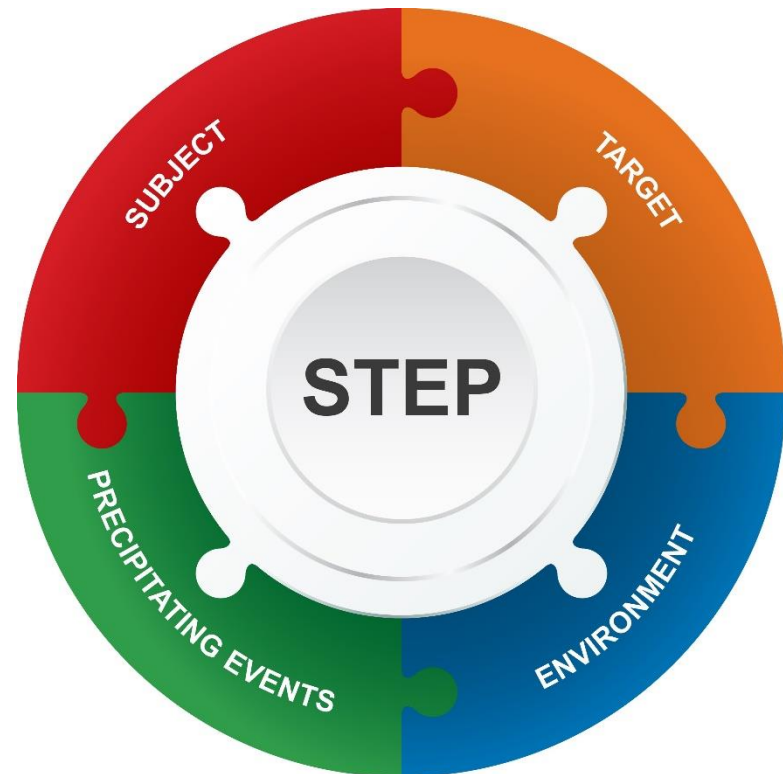 SUBJECT
TARGET
STEP
PRECIPITATING EVENTS
ENVIRONMENT